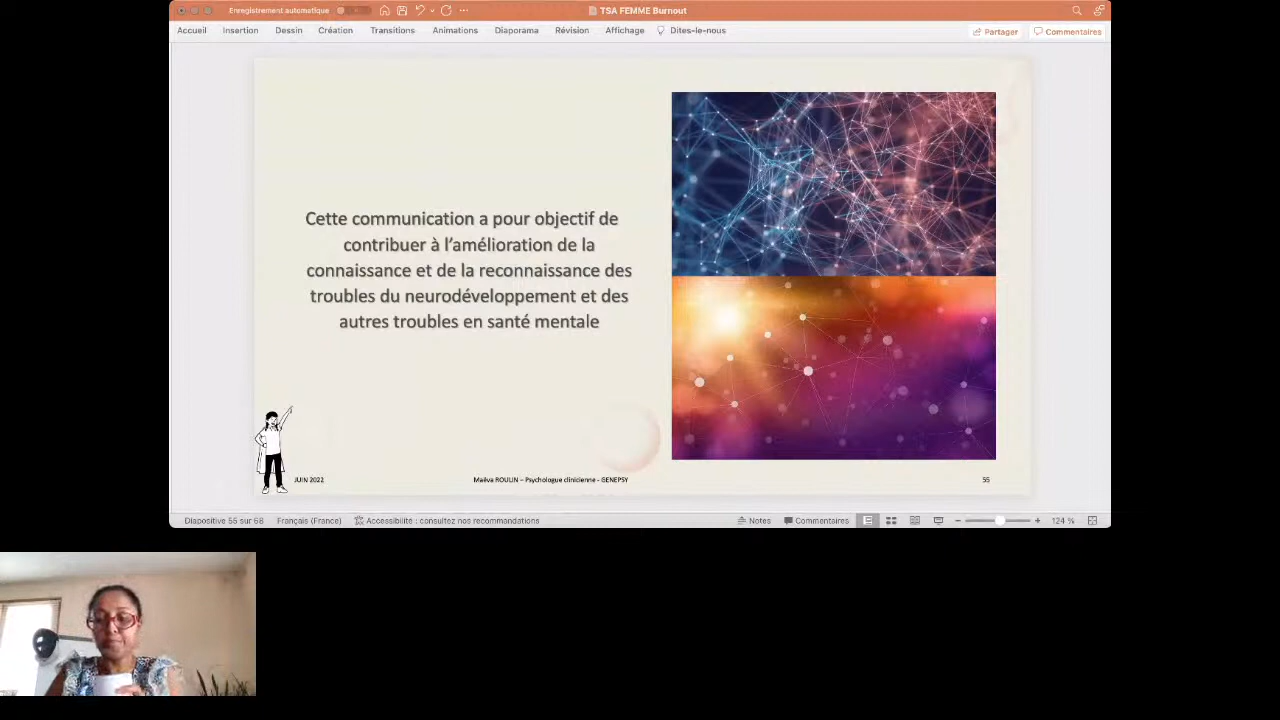 Enregistrement automatique
TSA FEMME Burnout
Accueil Insertion Dessin Création Transitions Animations Diaporama Révision Affichage Dites-le-nous Partager Commentaires
Cette communication a pour objectif de
contribuer à l’amélioration de la
connaissance et de la reconnaissance des
troubles du neurodéveloppement et des
autres troubles en santé mentale
JUIN 2022 Maëva ROULIN – Psychologue clinicienne - GENEPSY 55
Diapositive 55 sur 68 Français (France) Accessibilité : consultez nos recommandations Notes Commentaires 124 %